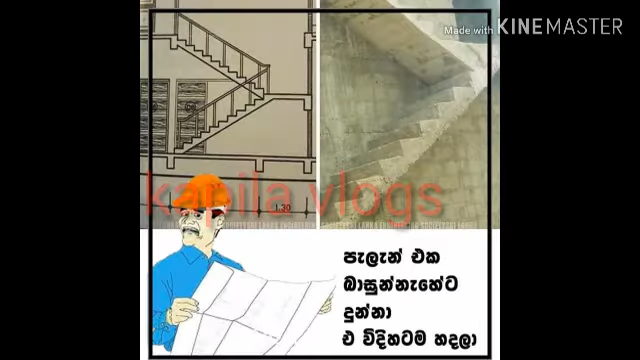 Made with KINEMASTER
kapila vlogs
1.30
පැලැන් එක
බාසුන්නැහේට
දුන්නා
ඒ විදිහටම හදලා